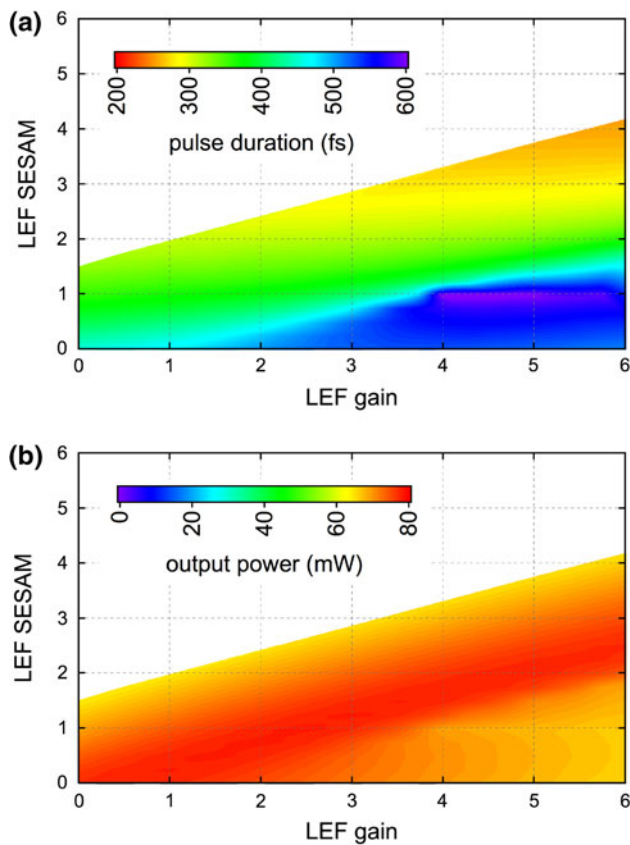 (a)
6
5
4
3
2
1
0
LEF SESAM
200 300 400 500 600
pulse duration (fs)
0 1 2 3 4 5 6
LEF gain
(b)
6
5
4
3
2
1
0
LEF SESAM
0 20 40 60 80
output power (mW)
0 1 2 3 4 5 6
LEF gain